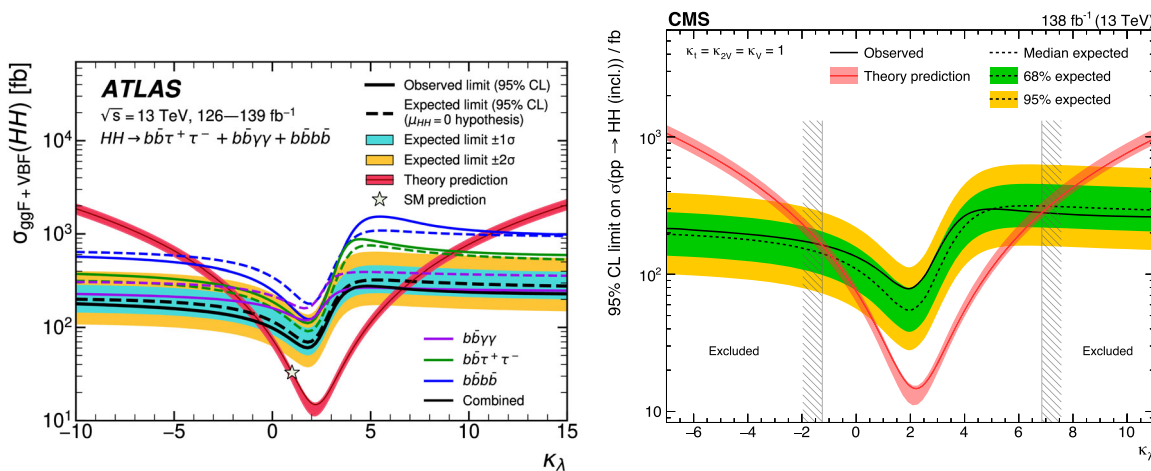 ATLAS
√s = 13 TeV, 126—139 fb⁻¹
HH → bb̄τ⁺τ⁻ + bb̄γγ + bb̄bb̄
Observed limit (95% CL)
Expected limit (95% CL)
(μ_HH = 0 hypothesis)
Expected limit ±1σ
Expected limit ±2σ
Theory prediction
SM prediction
σ_ggF + VBF(HH) [fb]
10⁴
10³
10²
10¹
bb̄γγ
bb̄τ⁺τ⁻
bb̄bb̄
Combined
−10 −5 0 5 10 15
κ_λ
CMS 138 fb⁻¹ (13 TeV)
κ_t = κ_2V = κ_V = 1
Observed
Theory prediction
Median expected
68% expected
95% expected
95% CL limit on σ(pp → HH (incl.)) / fb
10³
10²
10
Excluded
Excluded
−6 −4 −2 0 2 4 6 8 10
κ_λ